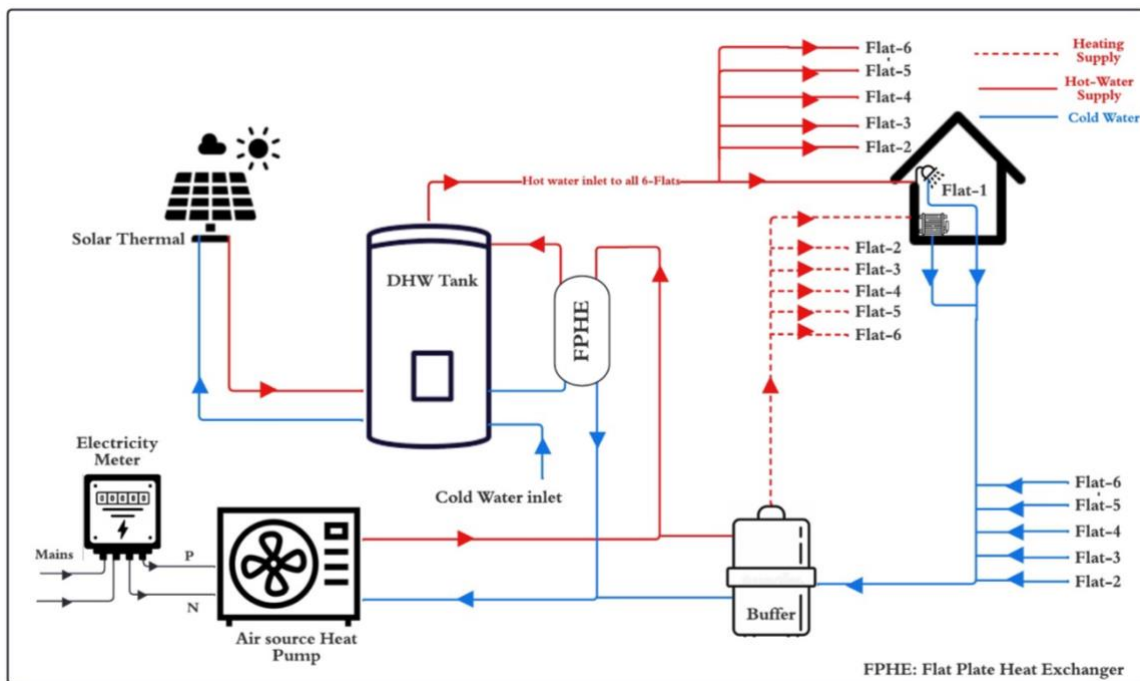 Flat-6
Flat-5
Flat-4
Flat-3
Flat-2
Heating
Supply
Hot-Water
Supply
Cold Water
Hot water inlet to all 6-Flats
Flat-1
Solar Thermal
DHW Tank
FPHE
Flat-2
Flat-3
Flat-4
Flat-5
Flat-6
Electricity
Meter
00000
Cold Water inlet
Mains
P
N
Air source Heat
Pump
Buffer
Flat-6
Flat-5
Flat-4
Flat-3
Flat-2
FPHE: Flat Plate Heat Exchanger